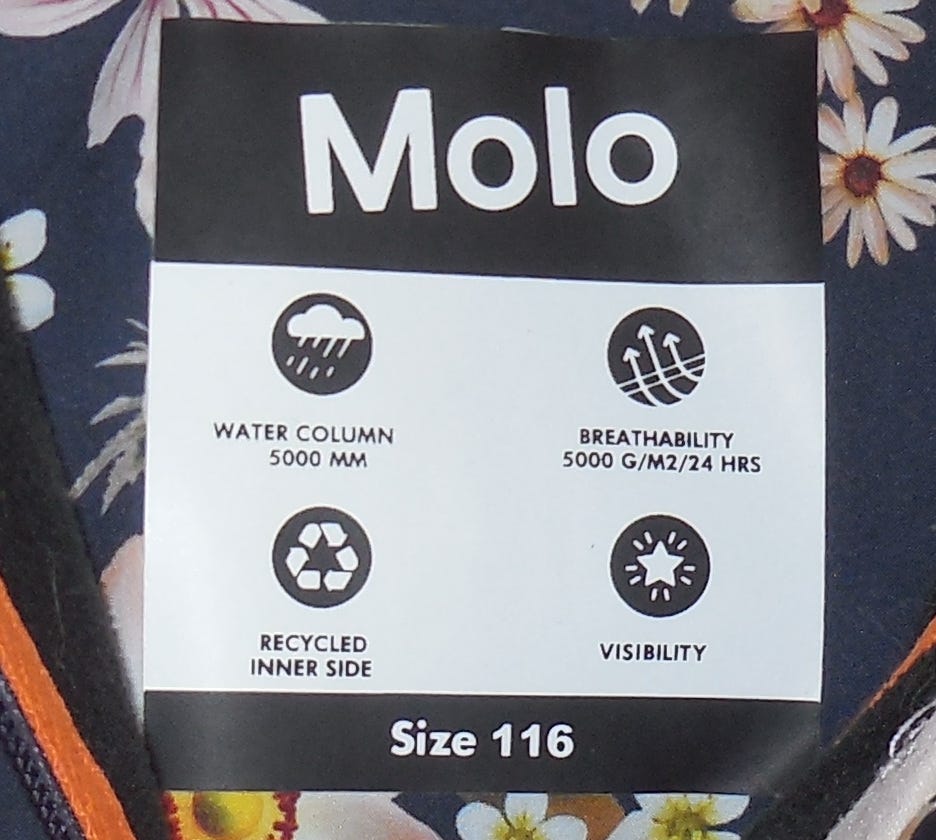 Molo
WATER COLUMN
5000 MM
BREATHABILITY
5000 G/M2/24 HRS
RECYCLED
INNER SIDE
VISIBILITY
Size 116